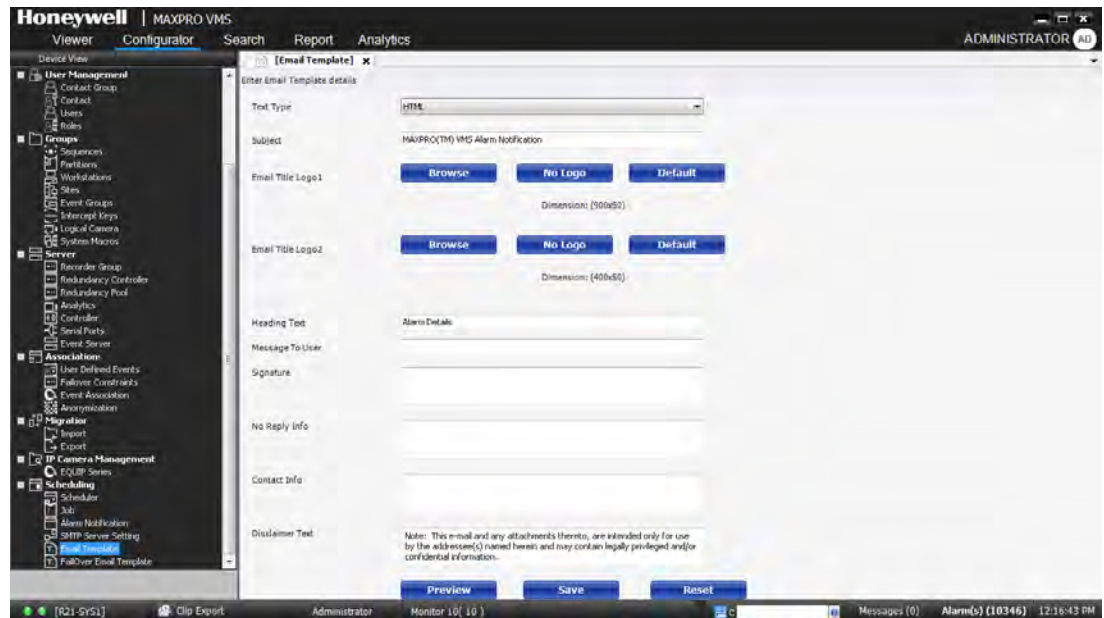 Honeywell | MAXPRO VMS
Viewer Configurator Search Report Analytics
ADMINISTRATOR AD
Device View
User Management
Contact Group
Contact
Users
Roles
Groups
Sequences
Partitions
Workstations
Sites
Event Groups
Intercept Keys
Logical Camera
System Macros
Server
Recorder Group
Redundancy Controller
Redundancy Pool
Analytics
Controller
Serial Ports
Event Server
Association
User Defined Events
Failover Constraints
Event Association
Anonymization
Migration
Import
Export
IP Camera Management
EQUIP Series
Scheduling
Scheduler
Job
Alarm Notification
SMTP Server Setting
Email Template
FailOver Email Template
[Email Template] x
Enter Email Template details
Text Type HTML
Subject MAXPRO(TM) VMS Alarm Notification
Email Title Logo1 Browse No Logo Default
Dimension: (900x50)
Email Title Logo2 Browse No Logo Default
Dimension: (400x50)
Heading Text Alarm Details
Message To User
Signature
No Reply Info
Contact Info
Disclaimer Text Note: This e-mail and any attachments thereto, are intended only for use
by the addressee(s) named herein and may contain legally privileged and/or
confidential information.
Preview Save Reset
[R21-SYS1] Clip Export Administrator Monitor 10( 10 ) C Messages (0) Alarm(s) (10346) 12:16:43 PM